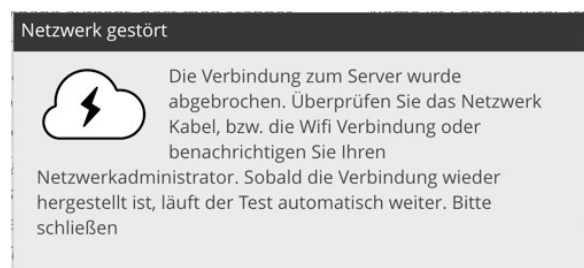 Netzwerk gestört
Die Verbindung zum Server wurde
abgebrochen. Überprüfen Sie das Netzwerk
Kabel, bzw. die Wifi Verbindung oder
benachrichtigen Sie Ihren
Netzwerkadministrator. Sobald die Verbindung wieder
hergestellt ist, läuft der Test automatisch weiter. Bitte
schließen